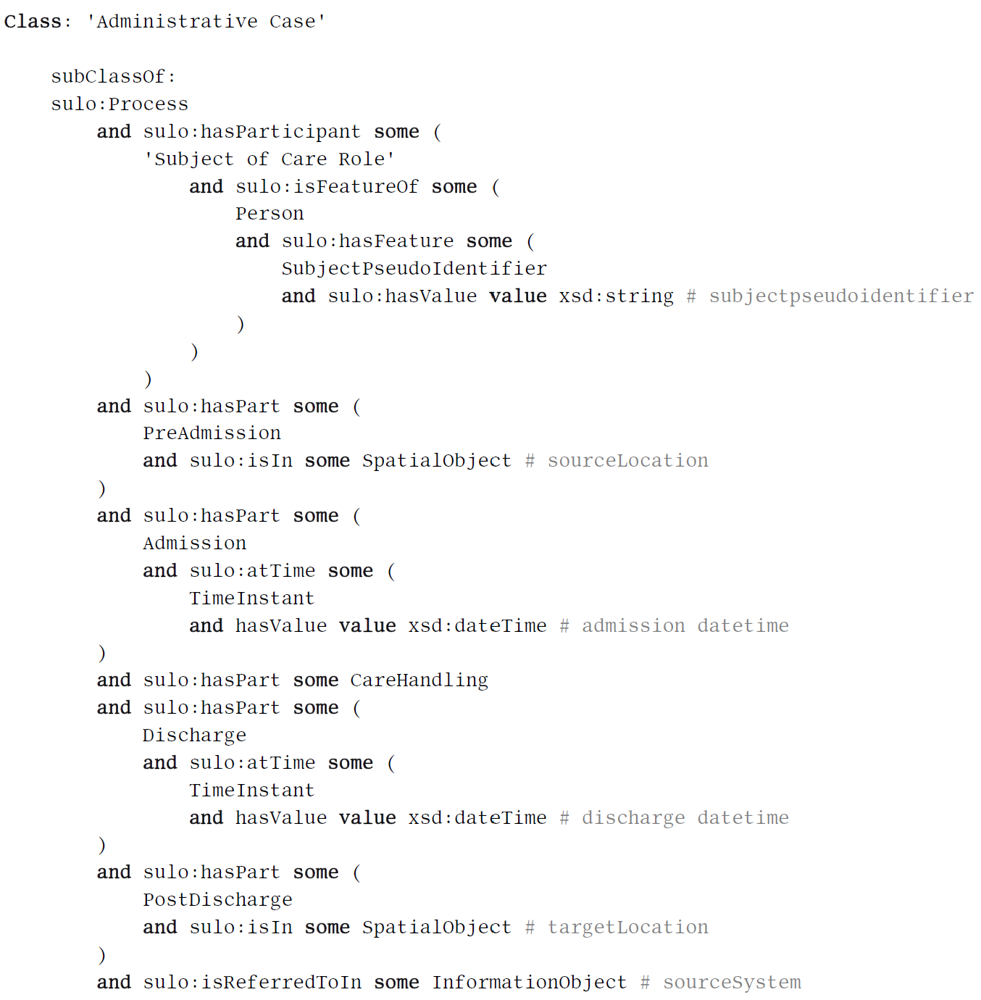 Class: 'Administrative Case'
subClassOf:
sulo:Process
and sulo:hasParticipant some (
'Subject of Care Role'
and sulo:isFeatureOf some (
Person
and sulo:hasFeature some (
SubjectPseudoIdentifier
and sulo:hasValue value xsd:string # subjectpseudoidentifier
)
)
)
and sulo:hasPart some (
PreAdmission
and sulo:isIn some SpatialObject # sourceLocation
)
and sulo:hasPart some (
Admission
and sulo:atTime some (
TimeInstant
and hasValue value xsd:dateTime # admission datetime
)
and sulo:hasPart some CareHandling
and sulo:hasPart some (
Discharge
and sulo:atTime some (
TimeInstant
and hasValue value xsd:dateTime # discharge datetime
)
and sulo:hasPart some (
PostDischarge
and sulo:isIn some SpatialObject # targetLocation
)
and sulo:isReferredToIn some InformationObject # sourceSystem